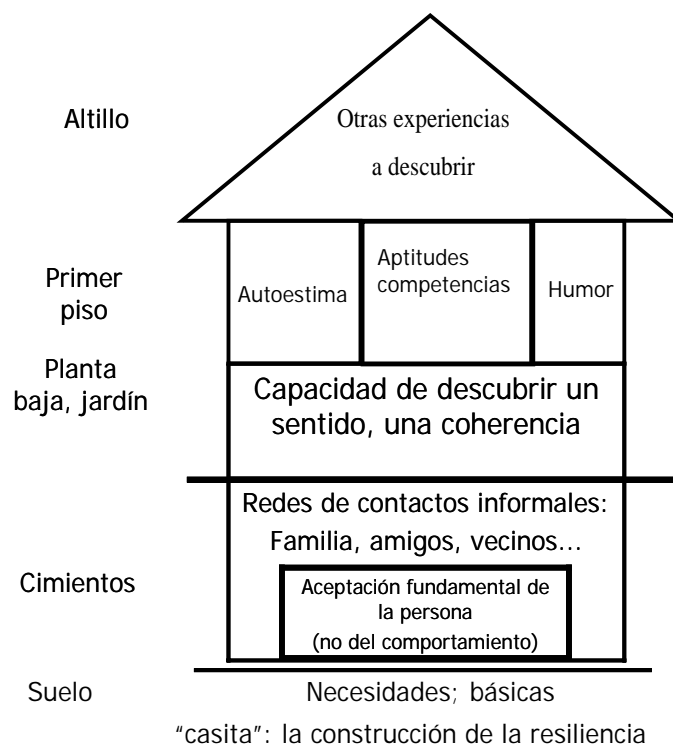 Altillo
Otras experiencias
a descubrir
Primer
piso
Autoestima
Aptitudes
competencias
Humor
Planta
baja, jardín
Capacidad de descubrir un
sentido, una coherencia
Redes de contactos informales:
Familia, amigos, vecinos...
Cimientos
Aceptación fundamental de
la persona
(no del comportamiento)
Suelo
Necesidades; básicas
“casita”: la construcción de la resiliencia